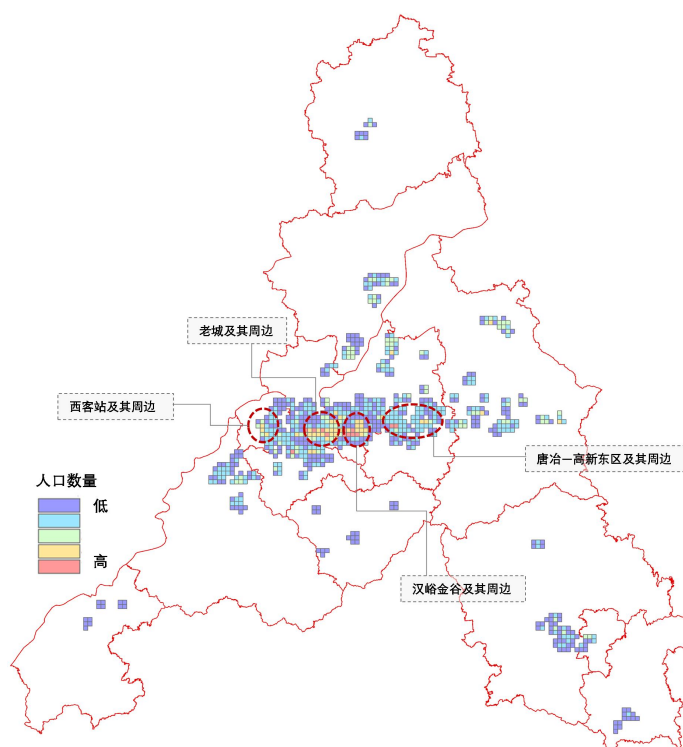 老城及其周边
西客站及其周边
唐冶—高新东区及其周边
人口数量
低
高
汉峪金谷及其周边